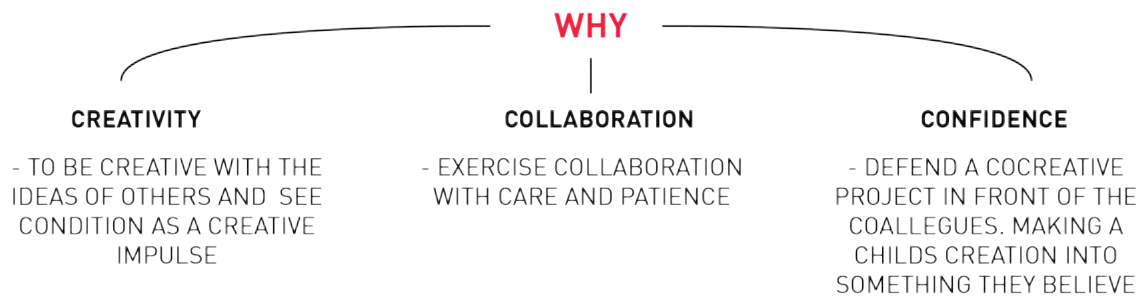 WHY
CREATIVITY
- TO BE CREATIVE WITH THE
IDEAS OF OTHERS AND SEE
CONDITION AS A CREATIVE
IMPULSE
COLLABORATION
- EXERCISE COLLABORATION
WITH CARE AND PATIENCE
CONFIDENCE
- DEFEND A COCREATIVE
PROJECT IN FRONT OF THE
COALLEGUES. MAKING A
CHILDS CREATION INTO
SOMETHING THEY BELIEVE